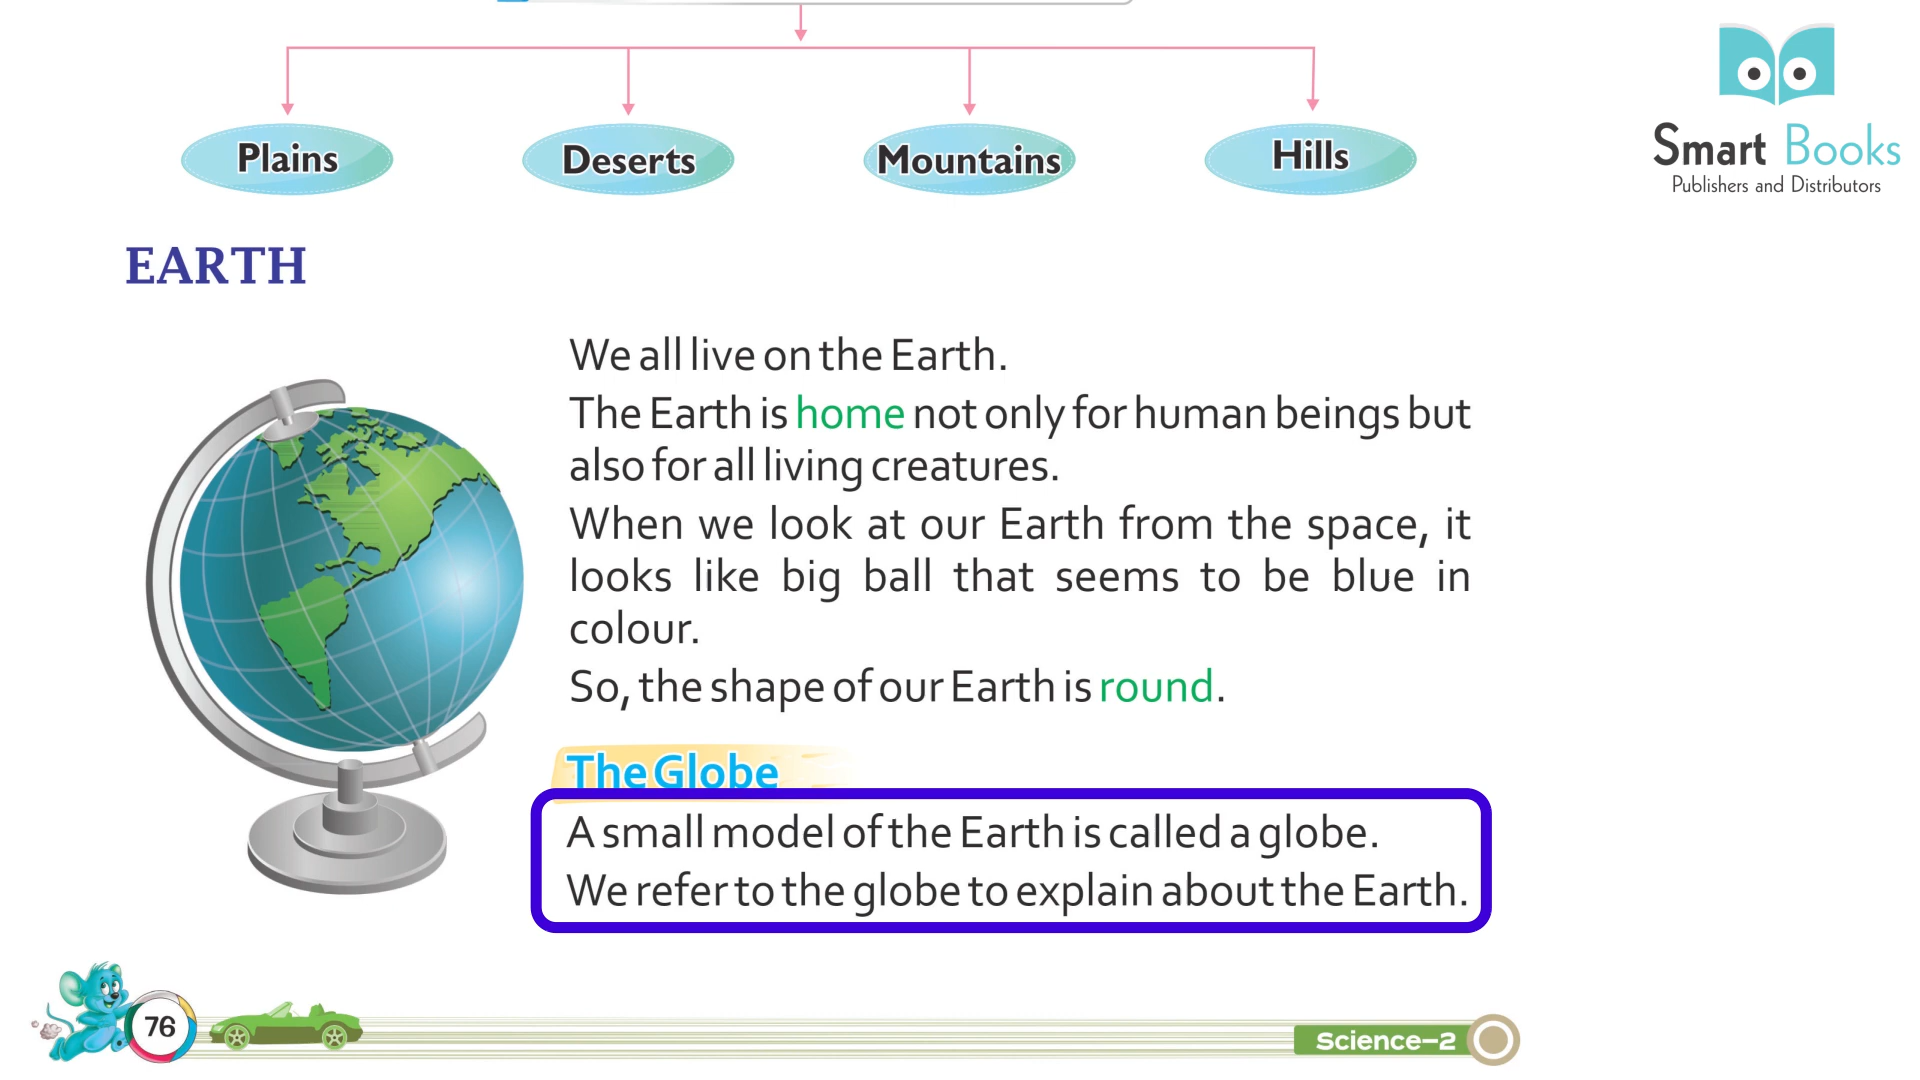 Plains
Deserts
Mountains
Hills
Smart Books
Publishers and Distributors
EARTH
We all live on the Earth.
The Earth is home not only for human beings but
also for all living creatures.
When we look at our Earth from the space, it
looks like big ball that seems to be blue in
colour.
So, the shape of our Earth is round.
The Globe
A small model of the Earth is called a globe.
We refer to the globe to explain about the Earth.
76
Science–2